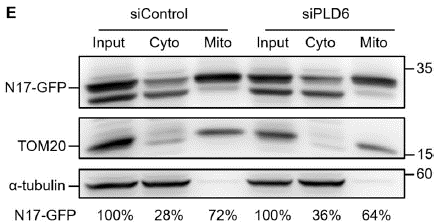 E
siControl siPLD6
Input Cyto Mito Input Cyto Mito
35
N17-GFP
TOM20
15
60
α-tubulin
N17-GFP 100% 28% 72% 100% 36% 64%